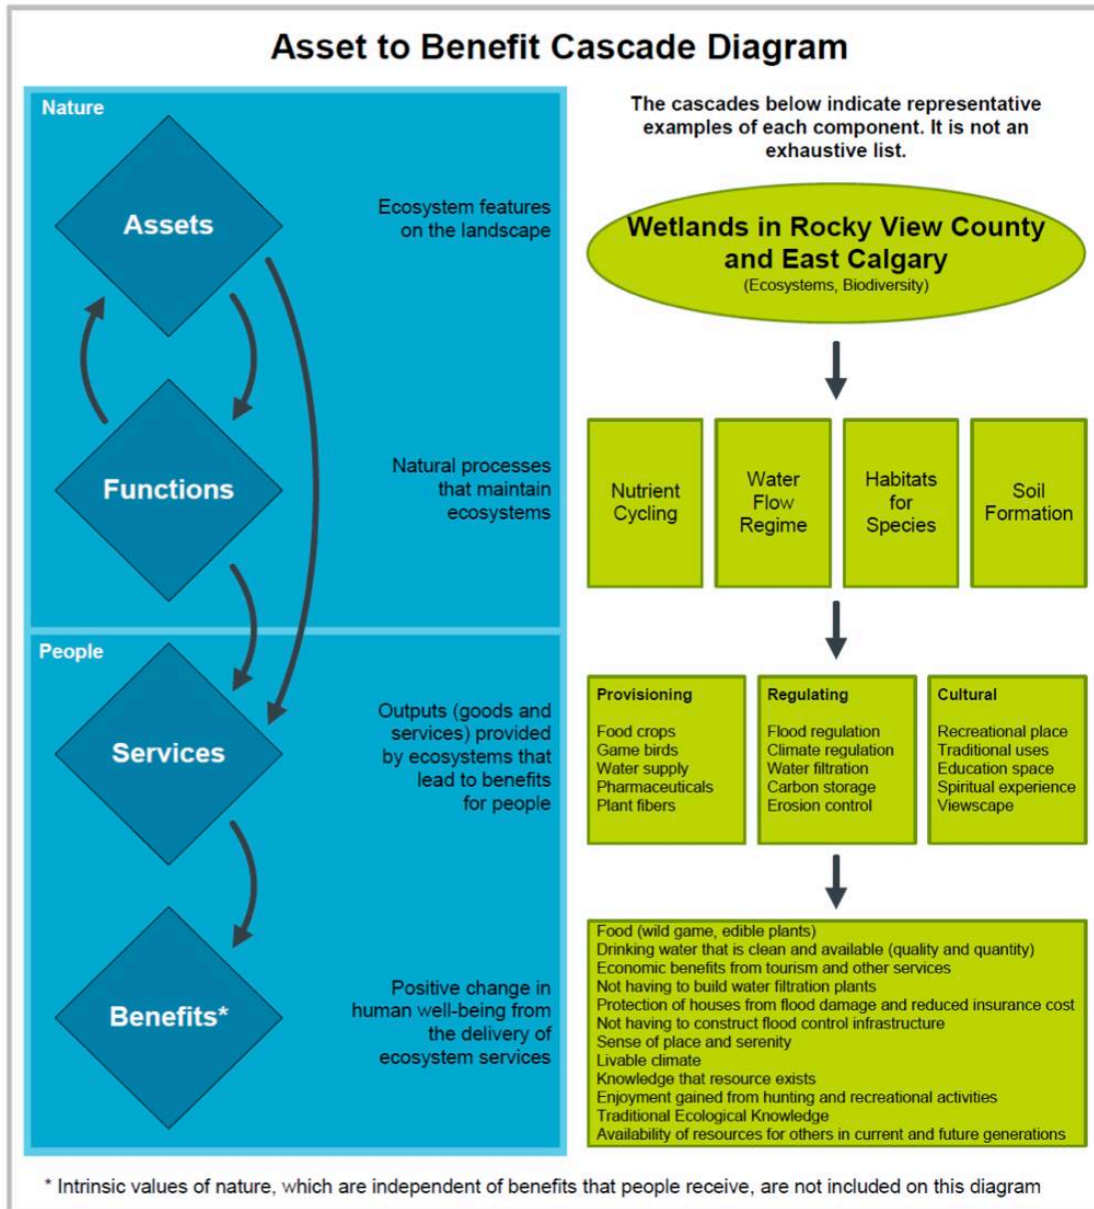 Asset to Benefit Cascade Diagram
Nature
Assets
Ecosystem features
on the landscape
Functions
Natural processes
that maintain
ecosystems
People
Services
Outputs (goods and
services) provided
by ecosystems that
lead to benefits
for people
Benefits*
Positive change in
human well-being from
the delivery of
ecosystem services
The cascades below indicate representative
examples of each component. It is not an
exhaustive list.
Wetlands in Rocky View County
and East Calgary
(Ecosystems, Biodiversity)
Nutrient
Cycling
Water
Flow
Regime
Habitats
for
Species
Soil
Formation
Provisioning
Food crops
Game birds
Water supply
Pharmaceuticals
Plant fibers
Regulating
Flood regulation
Climate regulation
Water filtration
Carbon storage
Erosion control
Cultural
Recreational place
Traditional uses
Education space
Spiritual experience
Viewscape
Food (wild game, edible plants)
Drinking water that is clean and available (quality and quantity)
Economic benefits from tourism and other services
Not having to build water filtration plants
Protection of houses from flood damage and reduced insurance cost
Not having to construct flood control infrastructure
Sense of place and serenity
Livable climate
Knowledge that resource exists
Enjoyment gained from hunting and recreational activities
Traditional Ecological Knowledge
Availability of resources for others in current and future generations
* Intrinsic values of nature, which are independent of benefits that people receive, are not included on this diagram